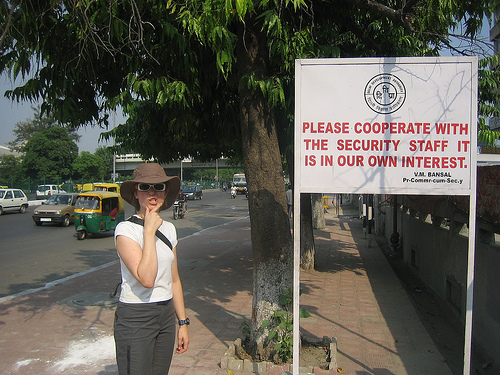 PLEASE COOPERATE WITH
THE SECURITY STAFF IT
IS IN OUR OWN INTEREST.
V.M. BANSAL
Pr-Commr-cum-Sec.y